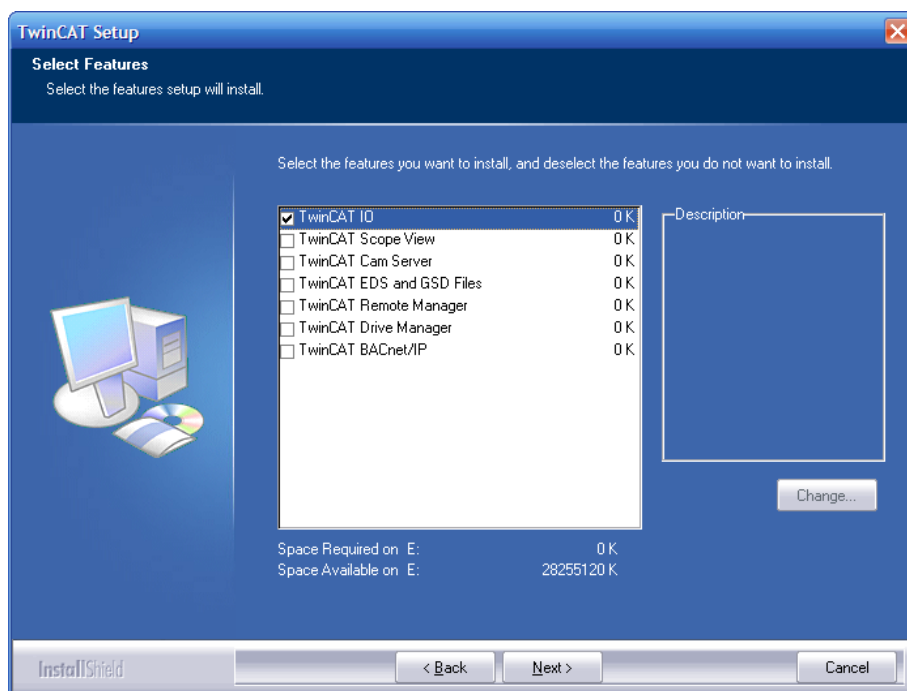 TwinCAT Setup
Select Features
Select the features setup will install.
Select the features you want to install, and deselect the features you do not want to install.
TwinCAT IO 0 K
TwinCAT Scope View 0 K
TwinCAT Cam Server 0 K
TwinCAT EDS and GSD Files 0 K
TwinCAT Remote Manager 0 K
TwinCAT Drive Manager 0 K
TwinCAT BACnet/IP 0 K
Description
Change...
Space Required on E: 0 K
Space Available on E: 28255120 K
InstallShield
< Back
Next >
Cancel